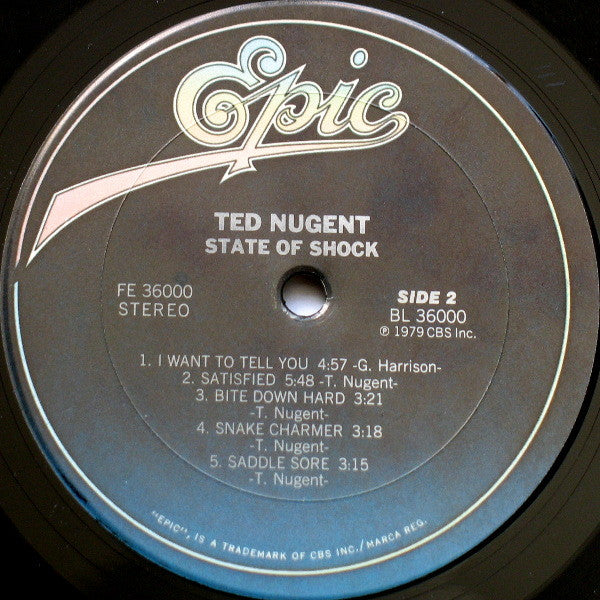 Epic
TED NUGENT
STATE OF SHOCK
FE 36000
STEREO
SIDE 2
BL 36000
℗ 1979 CBS Inc.
1. I WANT TO TELL YOU 4:57 -G. Harrison-
2. SATISFIED 5:48 -T. Nugent-
3. BITE DOWN HARD 3:21
-T. Nugent-
4. SNAKE CHARMER 3:18
-T. Nugent-
5. SADDLE SORE 3:15
-T. Nugent-
"EPIC", IS A TRADEMARK OF CBS INC./MARCA REG.